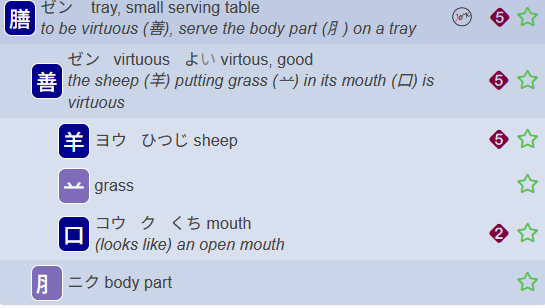 膳 ゼン tray, small serving table
to be virtuous (善), serve the body part (⺼) on a tray
5
善 ゼン virtuous よい virtous, good
the sheep (羊) putting grass (䒑) in its mouth (口) is
virtuous
5
羊 ヨウ ひつじ sheep
5
䒑 grass
口 コウ ク くち mouth
(looks like) an open mouth
2
⺼ ニク body part